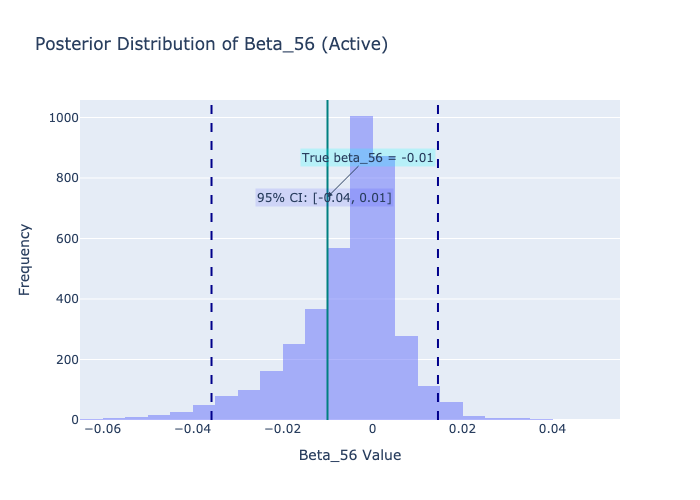 Posterior Distribution of Beta_56 (Active)
1000
800
600
400
200
0
Frequency
True beta_56 = -0.01
95% CI: [-0.04, 0.01]
−0.06
−0.04
−0.02
0
0.02
0.04
Beta_56 Value